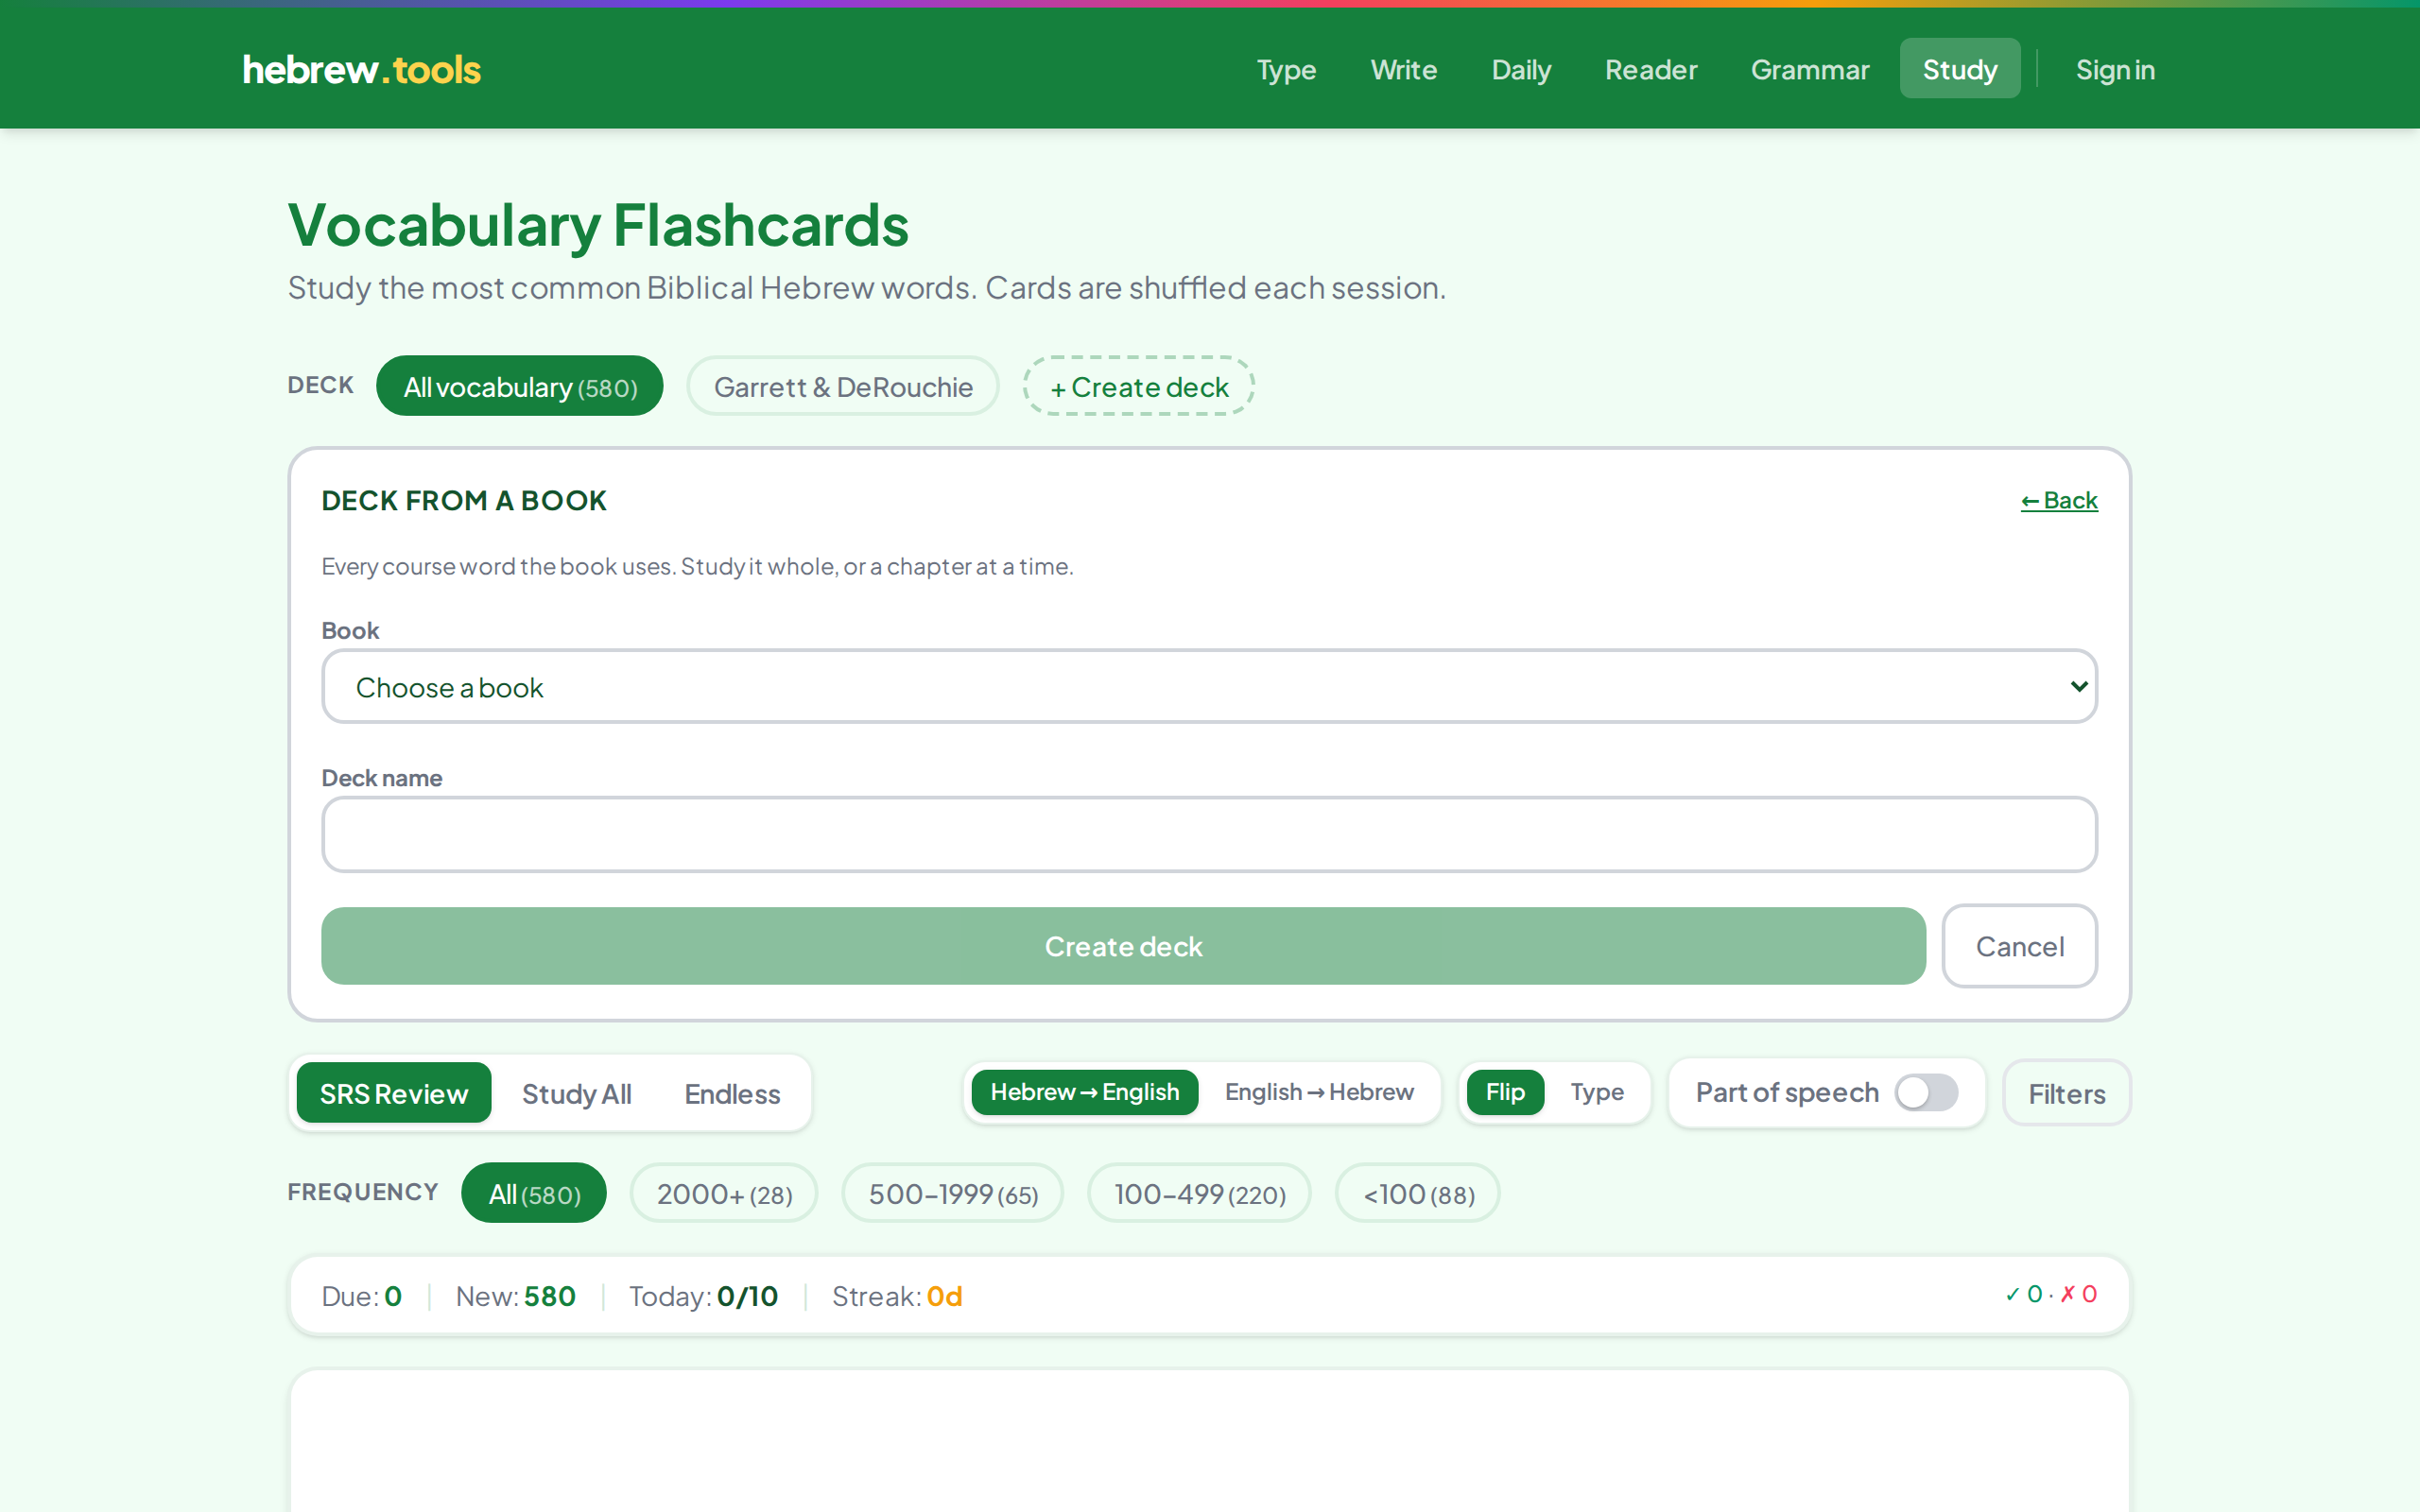 hebrew.tools Type Write Daily Reader Grammar Study Sign in
Vocabulary Flashcards
Study the most common Biblical Hebrew words. Cards are shuffled each session.
DECK All vocabulary (580) Garrett & DeRouchie + Create deck
DECK FROM A BOOK ← Back
Every course word the book uses. Study it whole, or a chapter at a time.
Book
Choose a book
Deck name
Create deck Cancel
SRS Review Study All Endless Hebrew → English English → Hebrew Flip Type Part of speech Filters
FREQUENCY All (580) 2000+ (28) 500–1999 (65) 100–499 (220) <100 (88)
Due: 0 New: 580 Today: 0/10 Streak: 0d ✓ 0 · ✗ 0